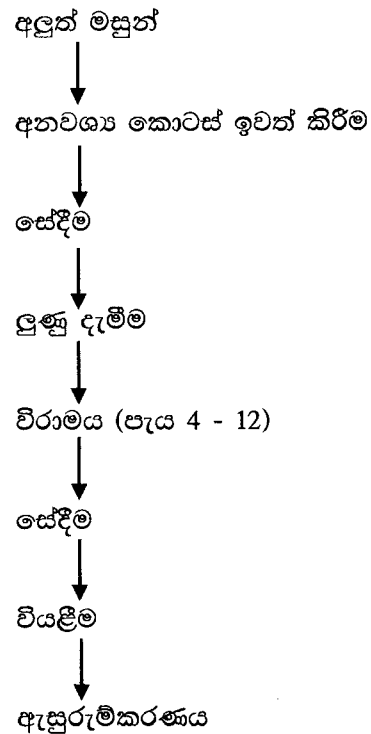 අලුත් මසුන්
අනවශ්‍ය කොටස් ඉවත් කිරීම
සේදීම
ලුණු දැමීම
විරාමය (පැය 4 - 12)
සේදීම
වියළීම
ඇසුරුම්කරණය